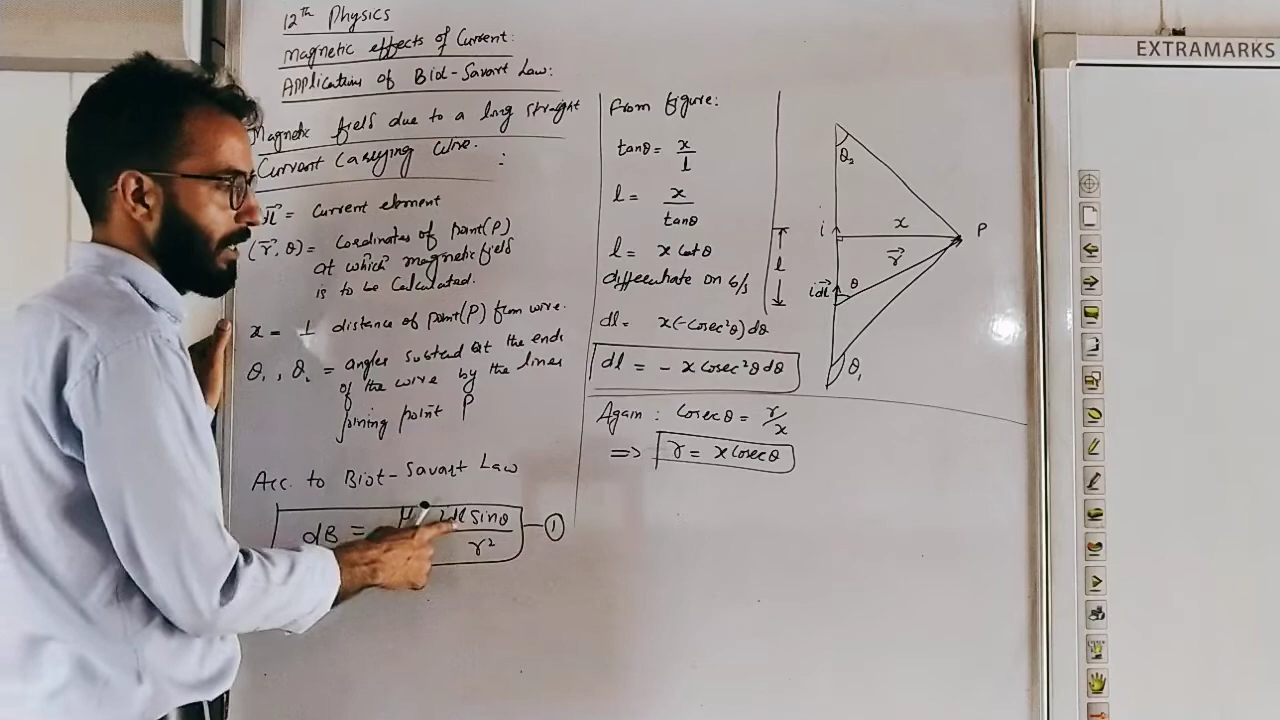 12th Physics
Magnetic effects of Current:
Applications of Biot-Savart Law:
Magnetic field due to a long straight
Current Carrying wire. :
dl = Current element
(r, θ) = Coordinates of point(P)
at which magnetic field
is to be Calculated.
x = ⊥ distance of point(P) from wire.
θ1, θ2 = angles subtend at the ends
of the wire by the lines
joining point P
Acc. to Biot-Savart Law
dB = idl sinθ
r² — ①
From figure:
tanθ = x/l
l = x/tanθ
l = x cotθ
differentiate on b/s
dl = x(-cosec²θ)dθ
dl = - x cosec²θdθ
Again: Cosecθ = r/x
=> r = x cosecθ
θ2
i
x
P
l
r
idl
θ
θ1
EXTRAMARKS